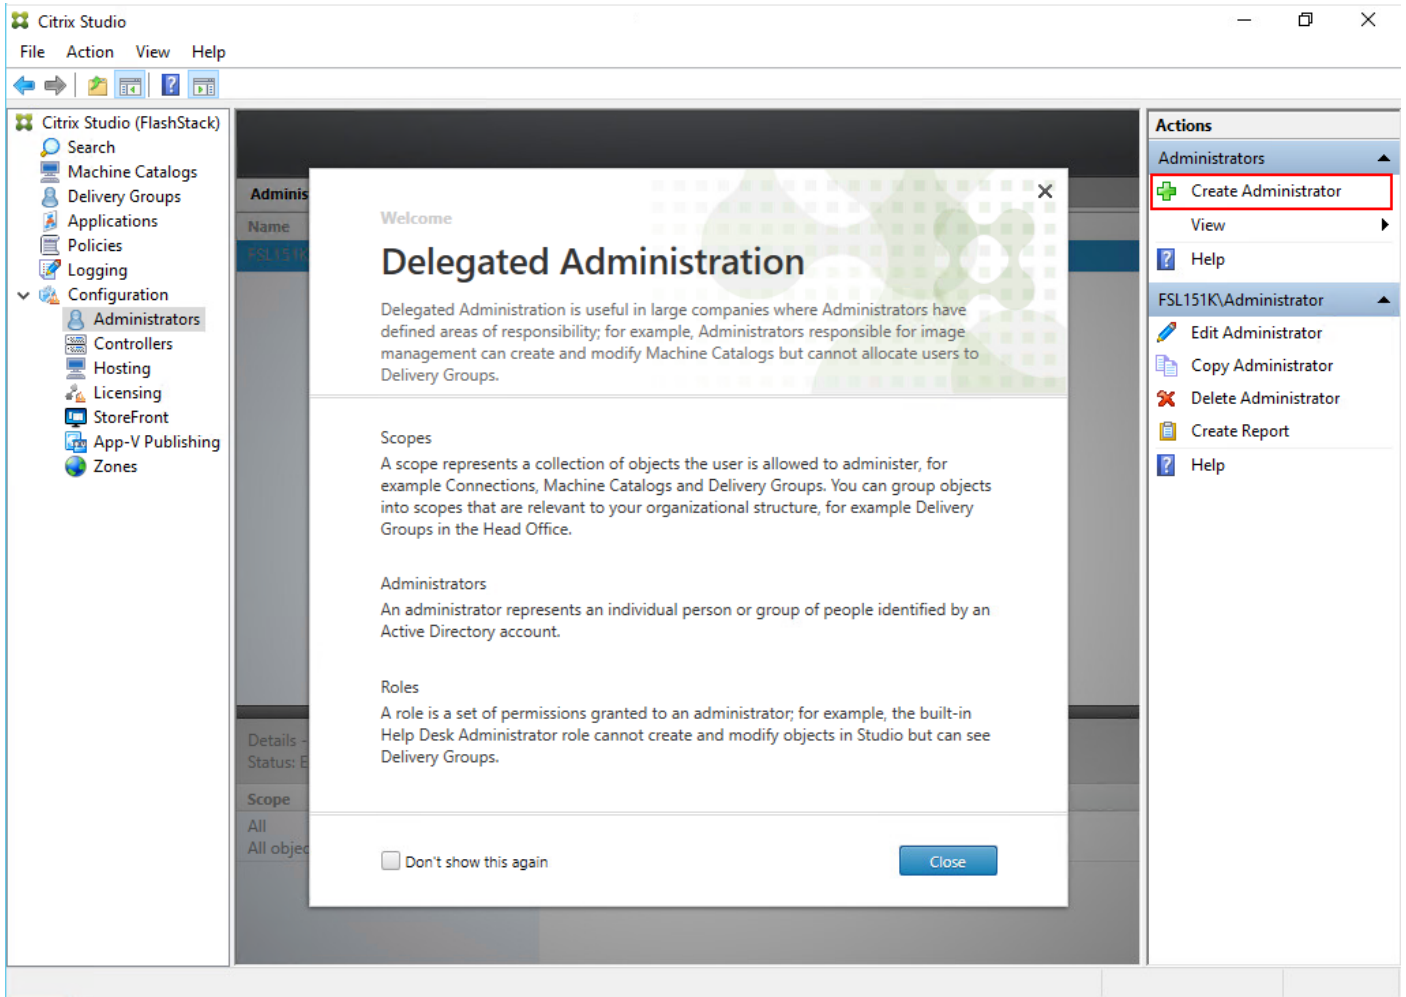 Citrix Studio
File Action View Help
Citrix Studio (FlashStack)
Search
Machine Catalogs
Delivery Groups
Applications
Policies
Logging
Configuration
Administrators
Controllers
Hosting
Licensing
StoreFront
App-V Publishing
Zones
Adminis
Name
FSL151K
Details -
Status: E
Scope
All
All objec
Welcome
Delegated Administration
Delegated Administration is useful in large companies where Administrators have
defined areas of responsibility; for example, Administrators responsible for image
management can create and modify Machine Catalogs but cannot allocate users to
Delivery Groups.
Scopes
A scope represents a collection of objects the user is allowed to administer, for
example Connections, Machine Catalogs and Delivery Groups. You can group objects
into scopes that are relevant to your organizational structure, for example Delivery
Groups in the Head Office.
Administrators
An administrator represents an individual person or group of people identified by an
Active Directory account.
Roles
A role is a set of permissions granted to an administrator; for example, the built-in
Help Desk Administrator role cannot create and modify objects in Studio but can see
Delivery Groups.
Don't show this again
Close
Actions
Administrators
Create Administrator
View
Help
FSL151K\Administrator
Edit Administrator
Copy Administrator
Delete Administrator
Create Report
Help